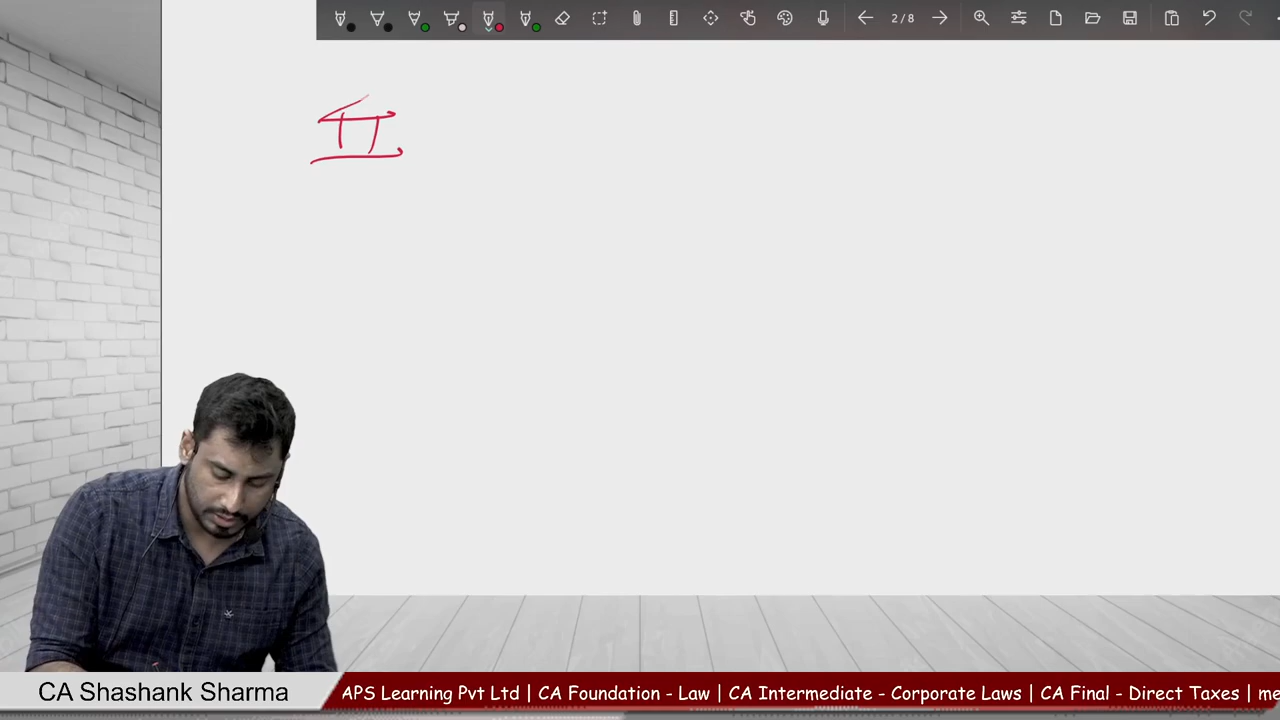 2/8
II
CA Shashank Sharma
APS Learning Pvt Ltd | CA Foundation - Law | CA Intermediate - Corporate Laws | CA Final - Direct Taxes | me